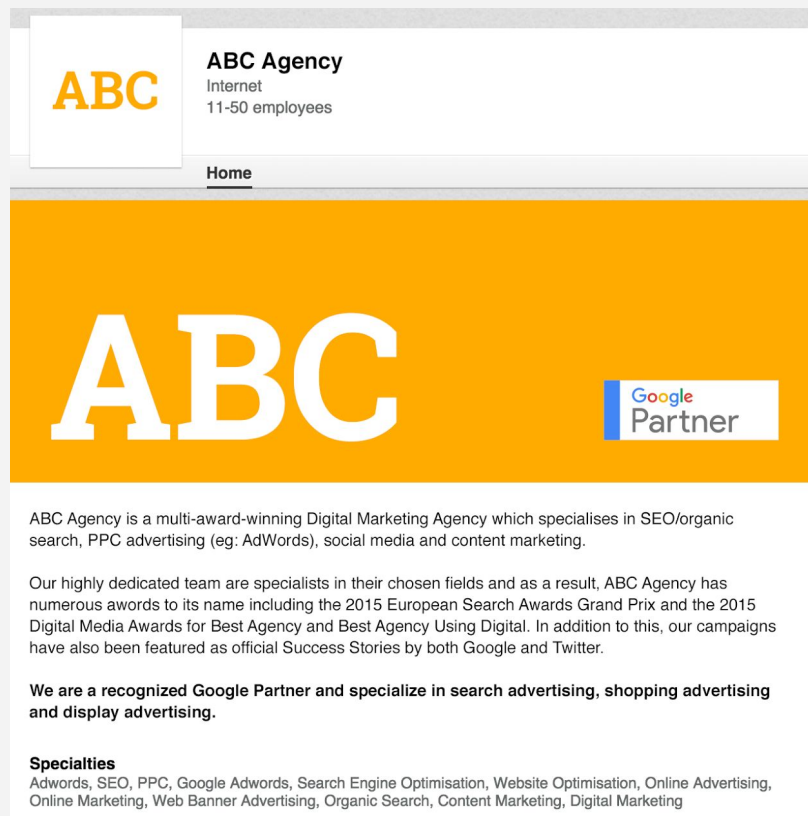 ABC
ABC Agency
Internet
11-50 employees
Home
ABC
Google
Partner
ABC Agency is a multi-award-winning Digital Marketing Agency which specialises in SEO/organic
search, PPC advertising (eg: AdWords), social media and content marketing.
Our highly dedicated team are specialists in their chosen fields and as a result, ABC Agency has
numerous awords to its name including the 2015 European Search Awards Grand Prix and the 2015
Digital Media Awards for Best Agency and Best Agency Using Digital. In addition to this, our campaigns
have also been featured as official Success Stories by both Google and Twitter.
We are a recognized Google Partner and specialize in search advertising, shopping advertising
and display advertising.
Specialties
Adwords, SEO, PPC, Google Adwords, Search Engine Optimisation, Website Optimisation, Online Advertising,
Online Marketing, Web Banner Advertising, Organic Search, Content Marketing, Digital Marketing